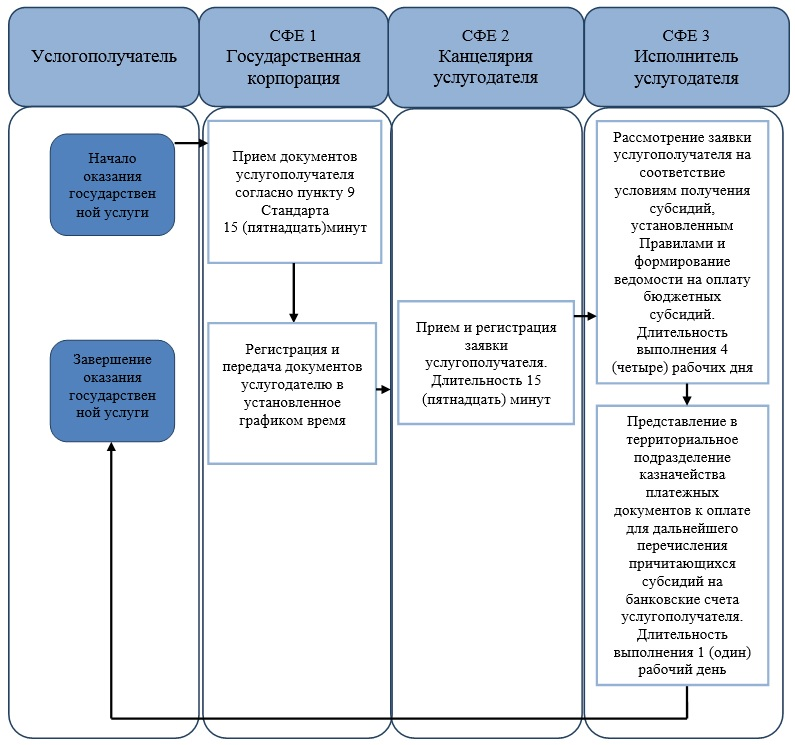 Услогополучатель
СФЕ 1
Государственная
корпорация
СФЕ 2
Канцелярия
услугодателя
СФЕ 3
Исполнитель
услугодателя
Начало
оказания
государствен
ной услуги
Прием документов
услугополучателя
согласно пункту 9
Стандарта
15 (пятнадцать)минут
Регистрация и
передача документов
услугодателю в
установленное
графиком время
Прием и регистрация
заявки
услугополучателя.
Длительность 15
(пятнадцать) минут
Рассмотрение заявки
услугополучателя на
соответствие
условиям получения
субсидий,
установленным
Правилами и
формирование
ведомости на оплату
бюджетных
субсидий.
Длительность
выполнения 4
(четыре) рабочих дня
Представление в
территориальное
подразделение
казначейства
платежных
документов к оплате
для дальнейшего
перечисления
причитающихся
субсидий на
банковские счета
услугополучателя.
Длительность
выполнения 1 (один)
рабочий день
Завершение
оказания
государствен
ной услуги